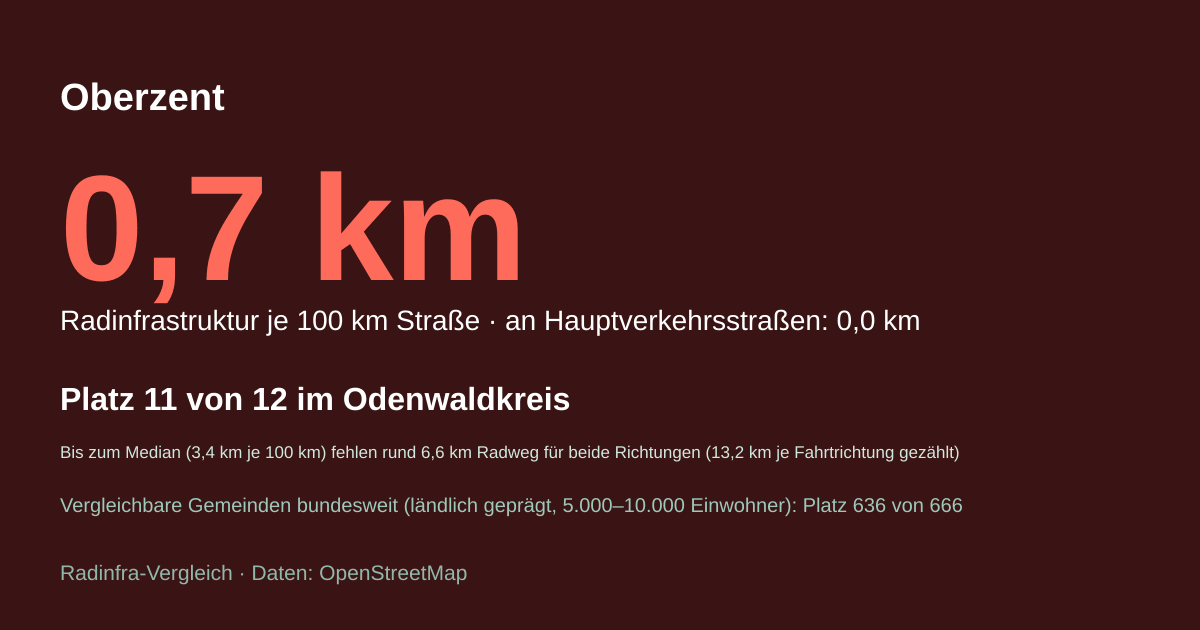 Oberzent
0,7 km
Radinfrastruktur je 100 km Straße · an Hauptverkehrsstraßen: 0,0 km
Platz 11 von 12 im Odenwaldkreis
Bis zum Median (3,4 km je 100 km) fehlen rund 6,6 km Radweg für beide Richtungen (13,2 km je Fahrtrichtung gezählt)
Vergleichbare Gemeinden bundesweit (ländlich geprägt, 5.000–10.000 Einwohner): Platz 636 von 666
Radinfra-Vergleich · Daten: OpenStreetMap